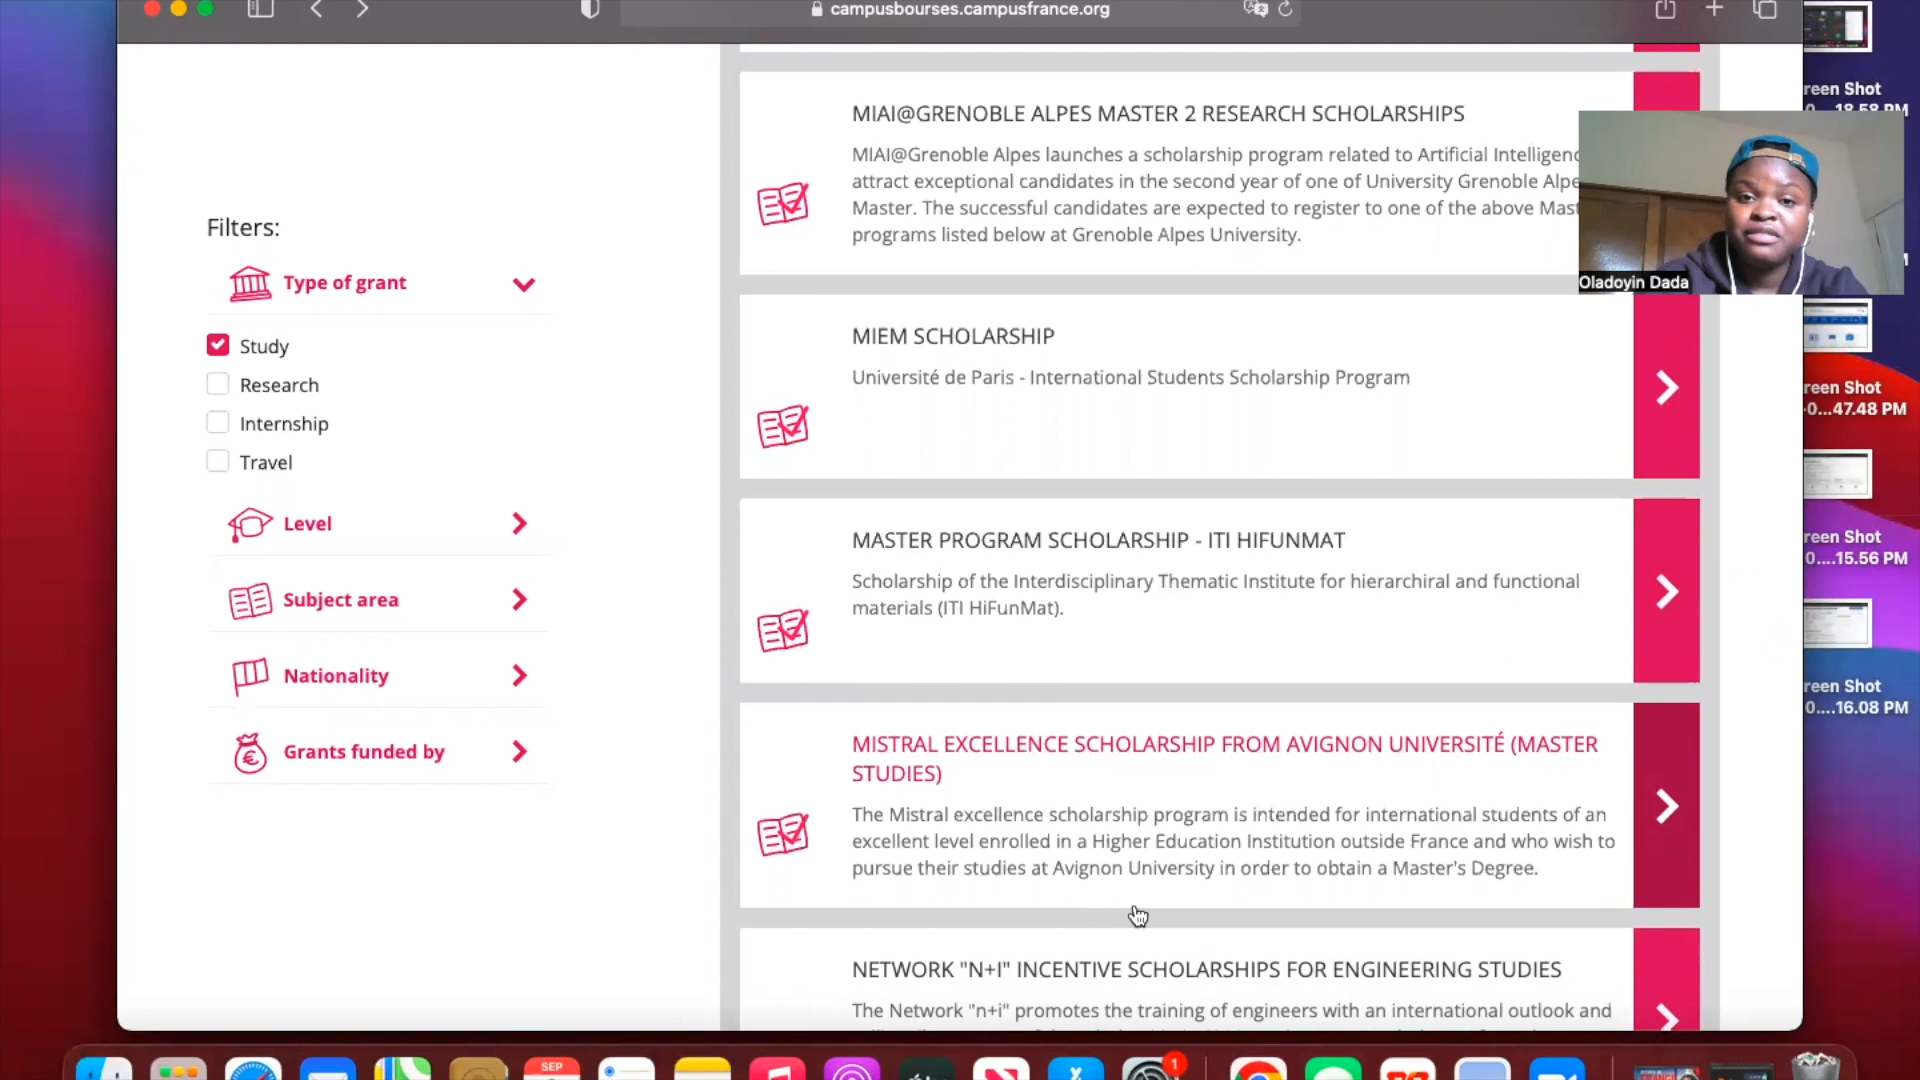 campusbourses.campusfrance.org
MIAI@GRENOBLE ALPES MASTER 2 RESEARCH SCHOLARSHIPS
MIAI@Grenoble Alpes launches a scholarship program related to Artificial
attract exceptional candidates in the second year of one of University Grenoble
Master. The successful candidates are expected to register to one of the above
programs listed below at Grenoble Alpes University.
Oladoyin Dada
Filters:
Type of grant
Study
Research
Internship
Travel
Level
Subject area
Nationality
Grants funded by
MIEM SCHOLARSHIP
Université de Paris - International Students Scholarship Program
MASTER PROGRAM SCHOLARSHIP - ITI HIFUNMAT
Scholarship of the Interdisciplinary Thematic Institute for hierarchiral and functional
materials (ITI HiFunMat).
MISTRAL EXCELLENCE SCHOLARSHIP FROM AVIGNON UNIVERSITÉ (MASTER
STUDIES)
The Mistral excellence scholarship program is intended for international students of an
excellent level enrolled in a Higher Education Institution outside France and who wish to
pursue their studies at Avignon University in order to obtain a Master's Degree.
NETWORK "N+I" INCENTIVE SCHOLARSHIPS FOR ENGINEERING STUDIES
The Network "n+i" promotes the training of engineers with an international outlook and
reen Shot
reen Shot
0...47.48 PM
reen Shot
0....15.56 PM
reen Shot
0....16.08 PM
SEP
1